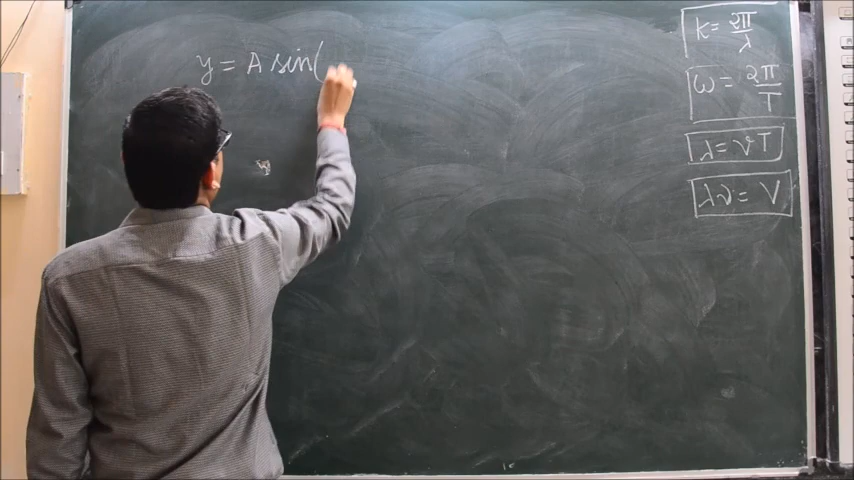 y = A sin(
k = 2π/λ
ω = 2π/T
λ = vT
λν = V